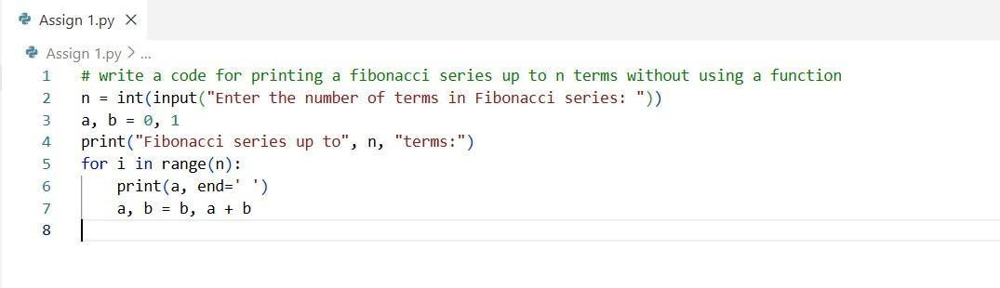 Assign 1.py ×
Assign 1.py > ...
1 # write a code for printing a fibonacci series up to n terms without using a function
2 n = int(input("Enter the number of terms in Fibonacci series: "))
3 a, b = 0, 1
4 print("Fibonacci series up to", n, "terms:")
5 for i in range(n):
6     print(a, end=' ')
7     a, b = b, a + b
8